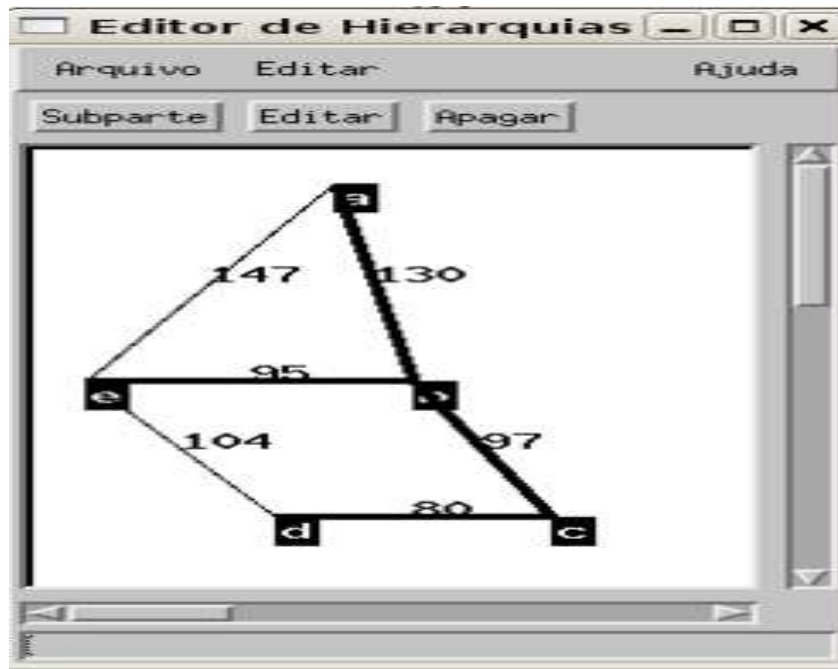 Editor de Hierarquias
Arquivo Editar Ajuda
Subparte Editar Apagar
a
147 130
95
e b
104 97
80
d c